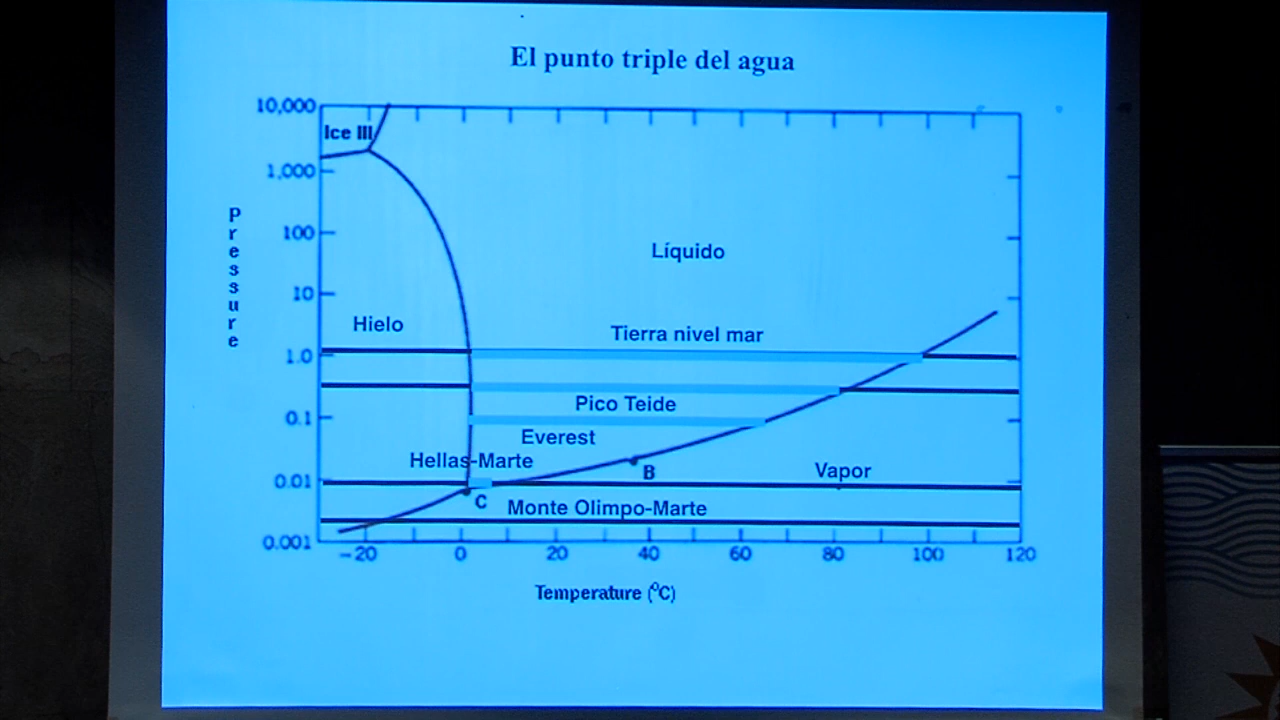 El punto triple del agua
10,000
Ice III
1,000
Pressure
100
Líquido
10
Hielo
Tierra nivel mar
1.0
Pico Teide
0.1
Everest
Hellas-Marte
B
Vapor
0.01
C
Monte Olimpo-Marte
0.001
-20 0 20 40 60 80 100 120
Temperature (⁰C)